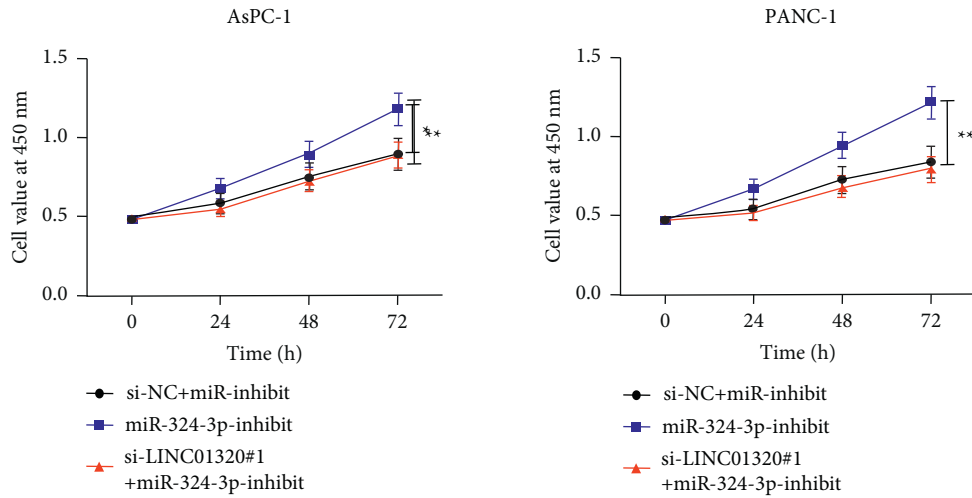 AsPC-1
Cell value at 450 nm
1.5
1.0
0.5
0.0
0 24 48 72
Time (h)
**
*
si-NC+miR-inhibit
miR-324-3p-inhibit
si-LINC01320#1
+miR-324-3p-inhibit
PANC-1
Cell value at 450 nm
1.5
1.0
0.5
0.0
0 24 48 72
Time (h)
**
si-NC+miR-inhibit
miR-324-3p-inhibit
si-LINC01320#1
+miR-324-3p-inhibit